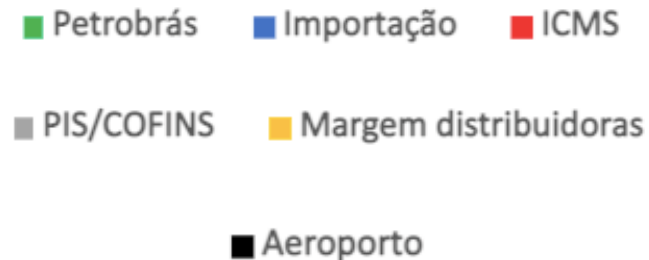 Petrobrás Importação ICMS
PIS/COFINS Margem distribuidoras
Aeroporto